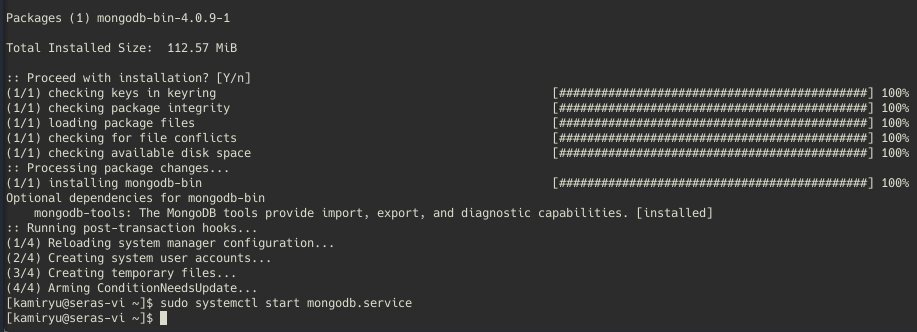 Packages (1) mongodb-bin-4.0.9-1
Total Installed Size:  112.57 MiB
:: Proceed with installation? [Y/n]
(1/1) checking keys in keyring [############################################] 100%
(1/1) checking package integrity [############################################] 100%
(1/1) loading package files [############################################] 100%
(1/1) checking for file conflicts [############################################] 100%
(1/1) checking available disk space [############################################] 100%
:: Processing package changes...
(1/1) installing mongodb-bin [############################################] 100%
Optional dependencies for mongodb-bin
    mongodb-tools: The MongoDB tools provide import, export, and diagnostic capabilities. [installed]
:: Running post-transaction hooks...
(1/4) Reloading system manager configuration...
(2/4) Creating system user accounts...
(3/4) Creating temporary files...
(4/4) Arming ConditionNeedsUpdate...
[kamiryu@seras-vi ~]$ sudo systemctl start mongodb.service
[kamiryu@seras-vi ~]$